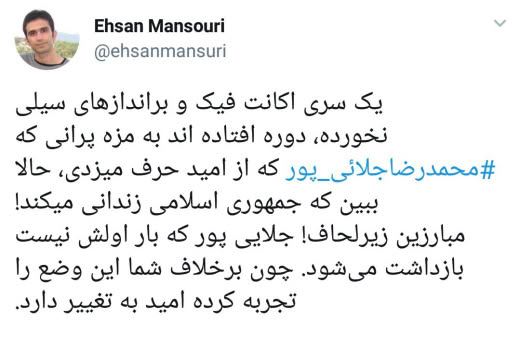 Ehsan Mansouri
@ehsanmansuri
یک سری اکانت فیک و براندازهای سیلی
نخورده، دوره افتاده اند به مزه پرانی که
#محمدرضاجلائی_پور که از امید حرف میزدی، حالا
ببین که جمهوری اسلامی زندانی میکند!
مبارزین زیرلحاف! جلایی پور که بار اولش نیست
بازداشت می‌شود. چون برخلاف شما این وضع را
تجربه کرده امید به تغییر دارد.